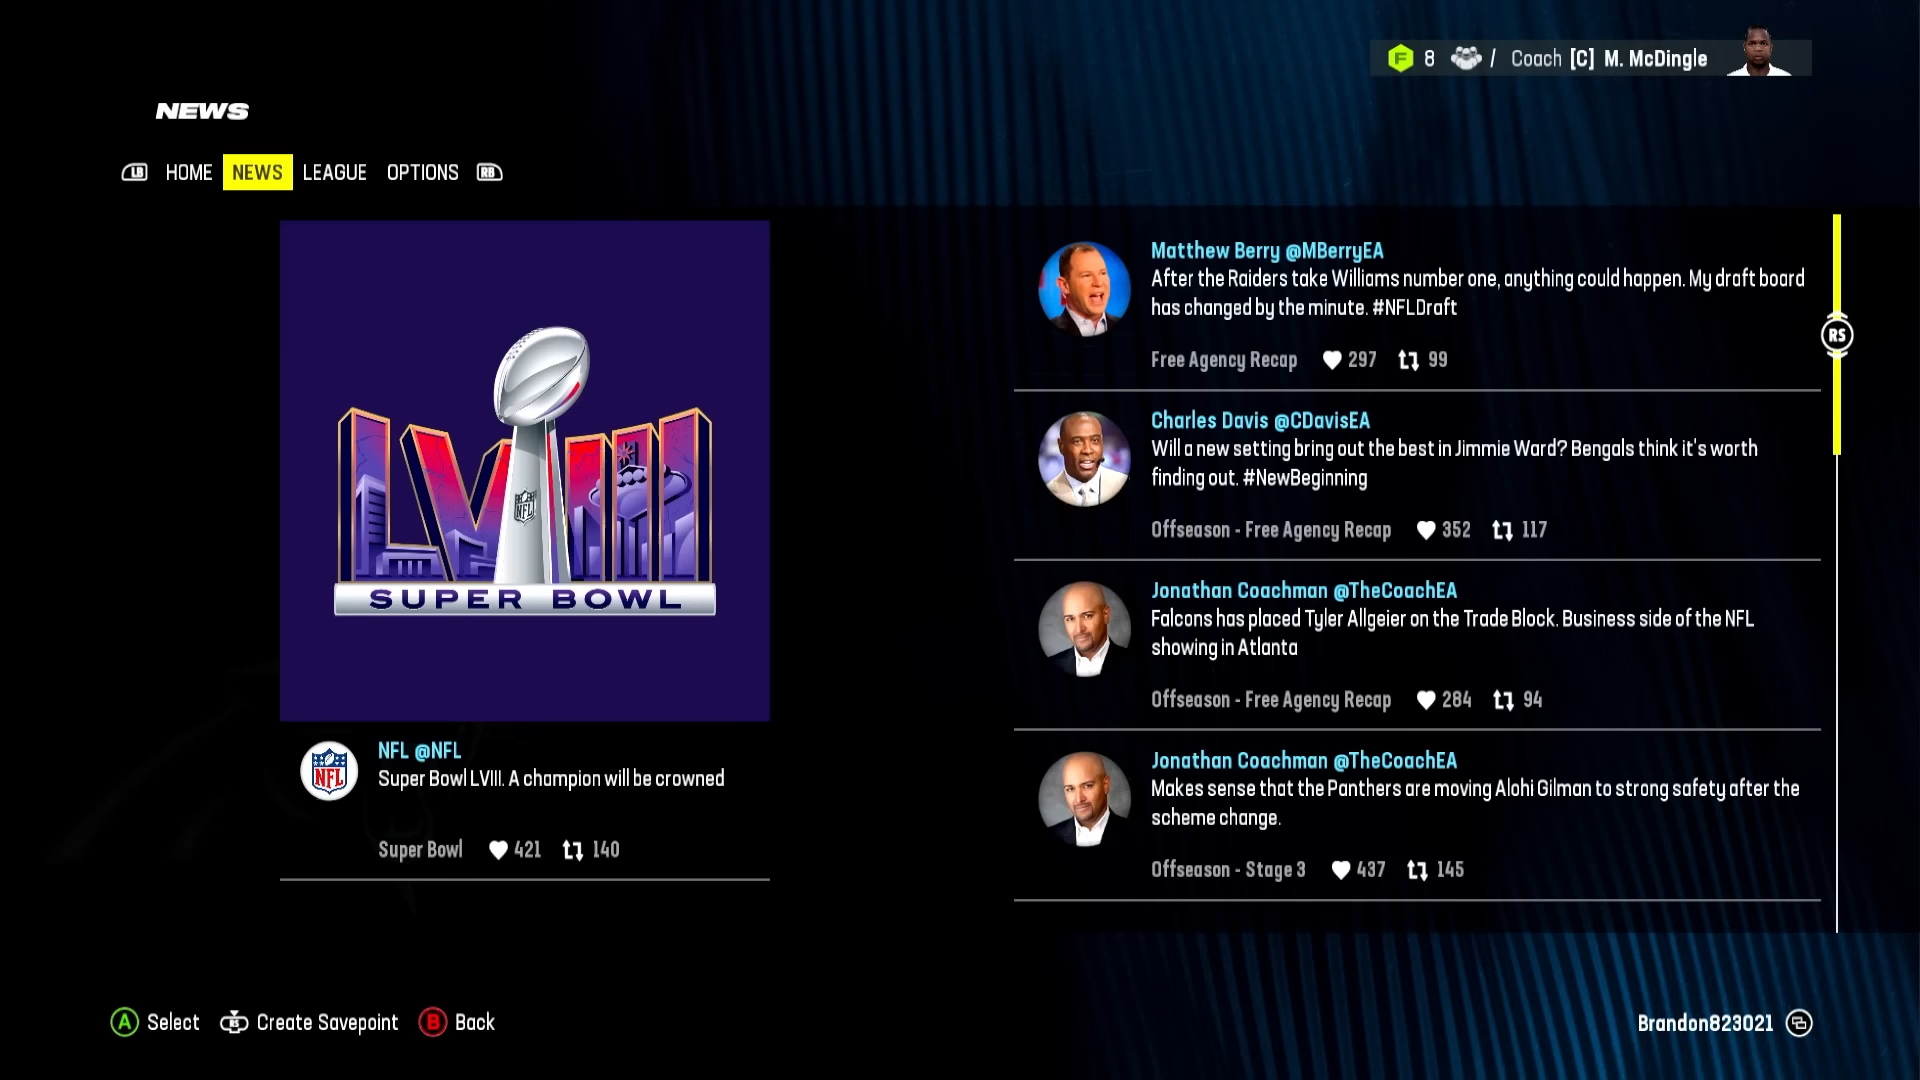 F 8 / Coach [C] M. McDingle
NEWS
LB HOME NEWS LEAGUE OPTIONS RB
LVIII
NFL
SUPER BOWL
NFL
NFL @NFL
Super Bowl LVIII. A champion will be crowned
Super Bowl 421 140
Matthew Berry @MBerryEA
After the Raiders take Williams number one, anything could happen. My draft board
has changed by the minute. #NFLDraft
Free Agency Recap 297 99
Charles Davis @CDavisEA
Will a new setting bring out the best in Jimmie Ward? Bengals think it's worth
finding out. #NewBeginning
Offseason - Free Agency Recap 352 117
Jonathan Coachman @TheCoachEA
Falcons has placed Tyler Allgeier on the Trade Block. Business side of the NFL
showing in Atlanta
Offseason - Free Agency Recap 284 94
Jonathan Coachman @TheCoachEA
Makes sense that the Panthers are moving Alohi Gilman to strong safety after the
scheme change.
Offseason - Stage 3 437 145
RS
A Select RS Create Savepoint B Back
Brandon823021